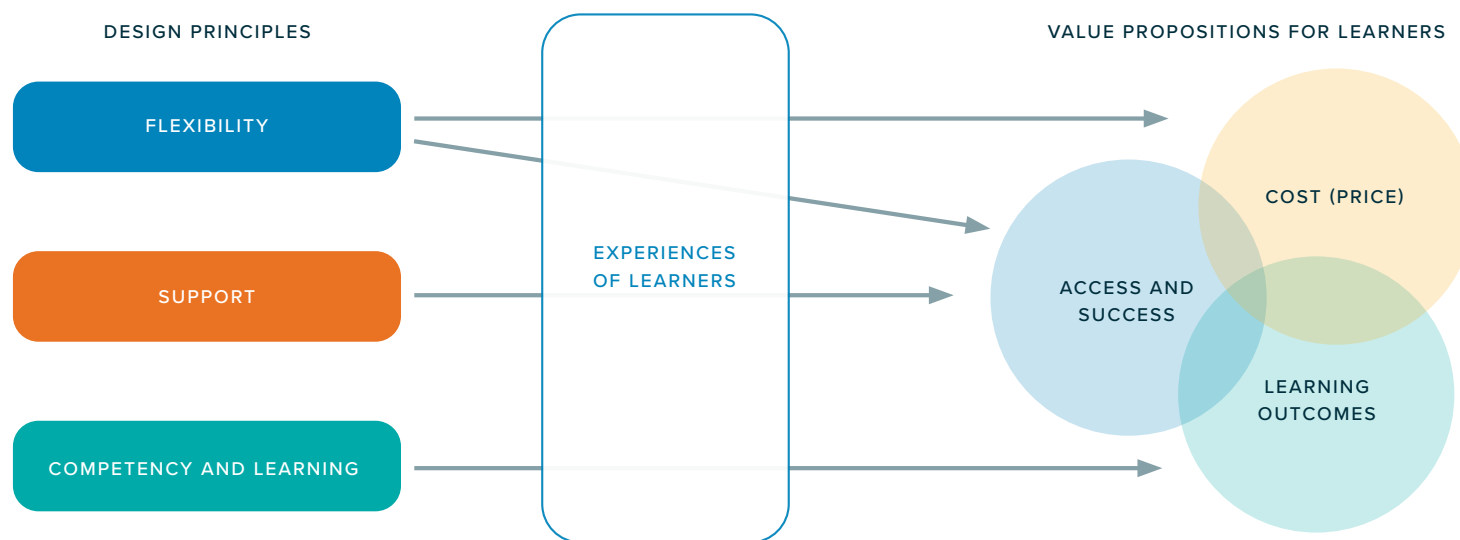 DESIGN PRINCIPLES
VALUE PROPOSITIONS FOR LEARNERS
FLEXIBILITY
SUPPORT
COMPETENCY AND LEARNING
EXPERIENCES
OF LEARNERS
COST (PRICE)
ACCESS AND
SUCCESS
LEARNING
OUTCOMES